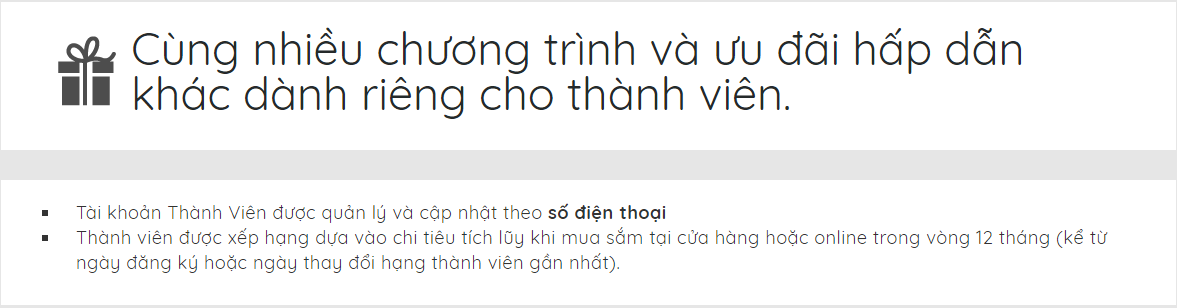 Cùng nhiều chương trình và ưu đãi hấp dẫn
khác dành riêng cho thành viên.
Tài khoản Thành Viên được quản lý và cập nhật theo số điện thoại
Thành viên được xếp hạng dựa vào chi tiêu tích lũy khi mua sắm tại cửa hàng hoặc online trong vòng 12 tháng (kể từ
ngày đăng ký hoặc ngày thay đổi hạng thành viên gần nhất).